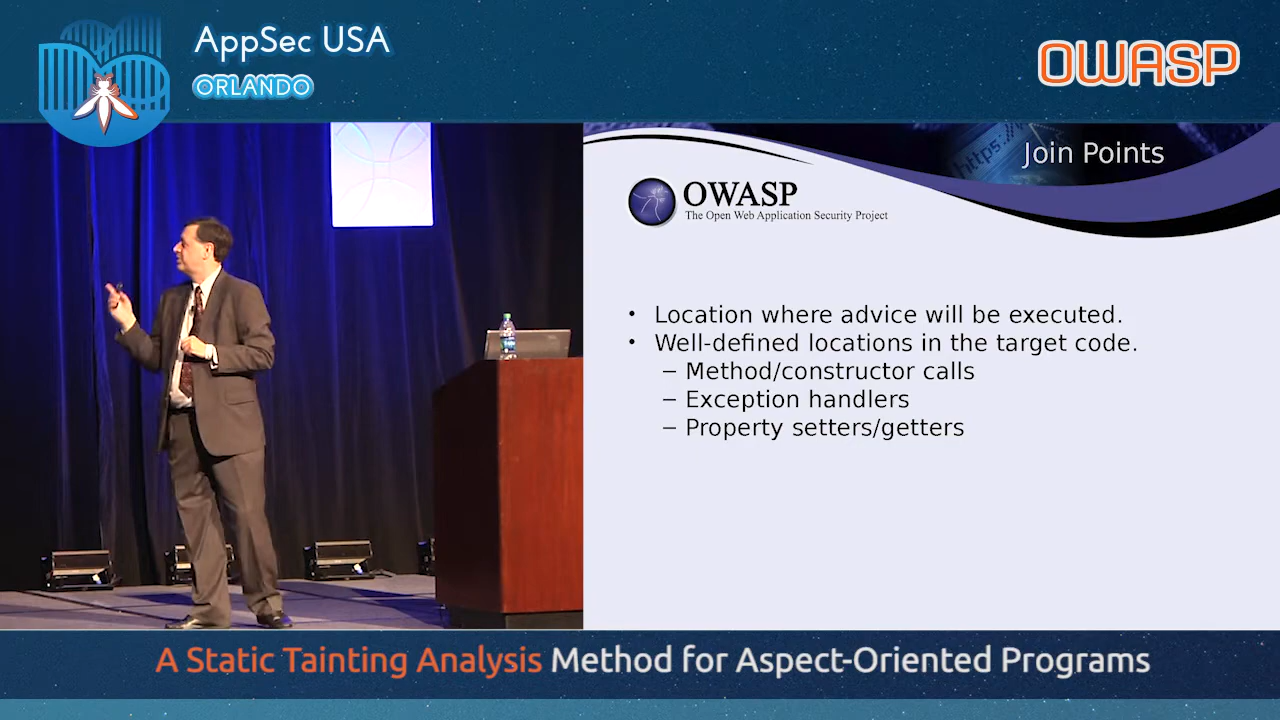 AppSec USA
ORLANDO
OWASP
https://
Join Points
OWASP
The Open Web Application Security Project
• Location where advice will be executed.
• Well-defined locations in the target code.
– Method/constructor calls
– Exception handlers
– Property setters/getters
A Static Tainting Analysis Method for Aspect-Oriented Programs